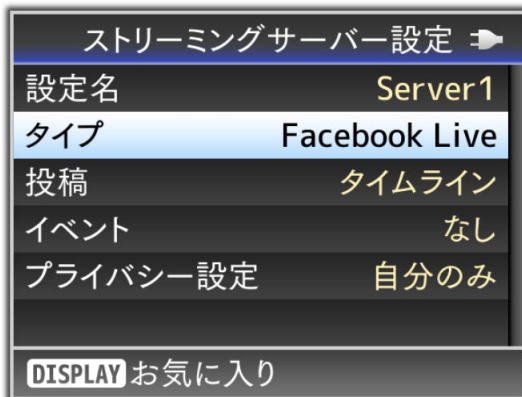 ストリーミングサーバー設定
設定名 Server1
タイプ Facebook Live
投稿 タイムライン
イベント なし
プライバシー設定 自分のみ
DISPLAY お気に入り